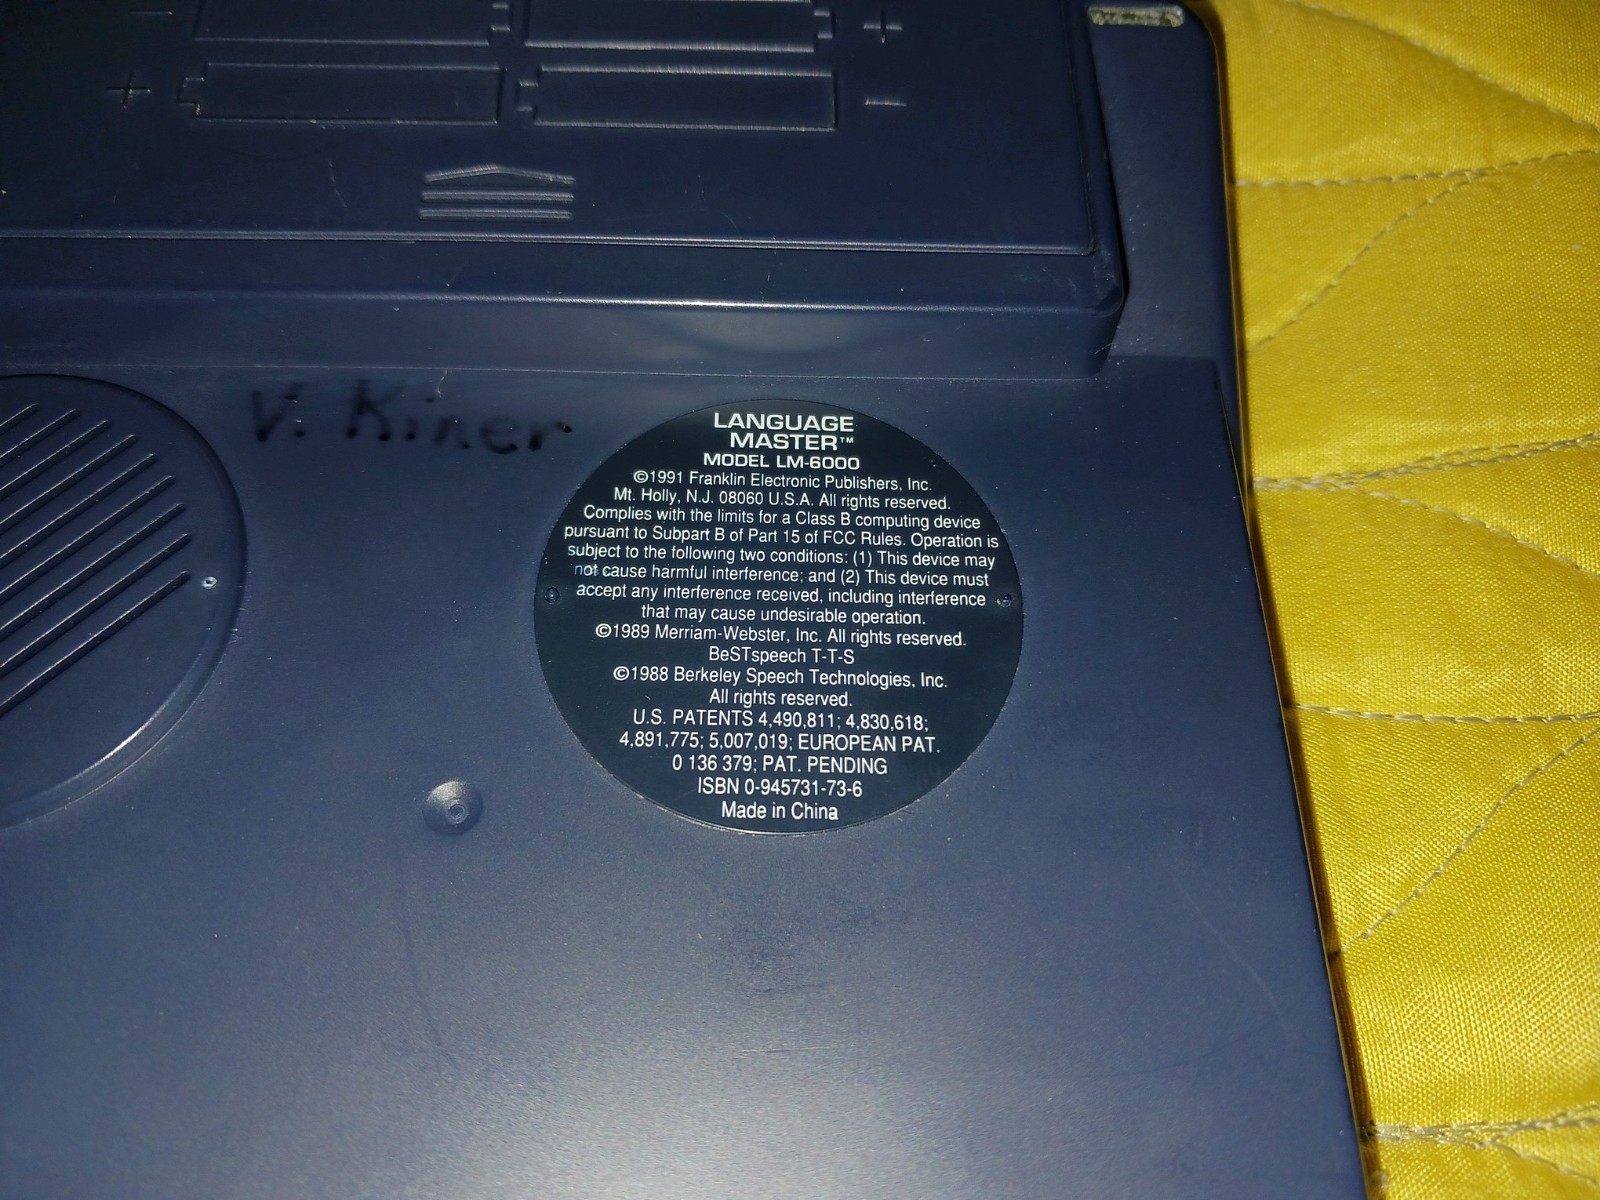 V. Kiner
LANGUAGE
MASTER™
MODEL LM-6000
©1991 Franklin Electronic Publishers, Inc.
Mt. Holly, N.J. 08060 U.S.A. All rights reserved.
Complies with the limits for a Class B computing device
pursuant to Subpart B of Part 15 of FCC Rules. Operation is
subject to the following two conditions: (1) This device may
not cause harmful interference; and (2) This device must
accept any interference received, including interference
that may cause undesirable operation.
©1989 Merriam-Webster, Inc. All rights reserved.
BeSTspeech T-T-S
©1988 Berkeley Speech Technologies, Inc.
All rights reserved.
U.S. PATENTS 4,490,811; 4,830,618;
4,891,775; 5,007,019; EUROPEAN PAT.
0 136 379; PAT. PENDING
ISBN 0-945731-73-6
Made in China